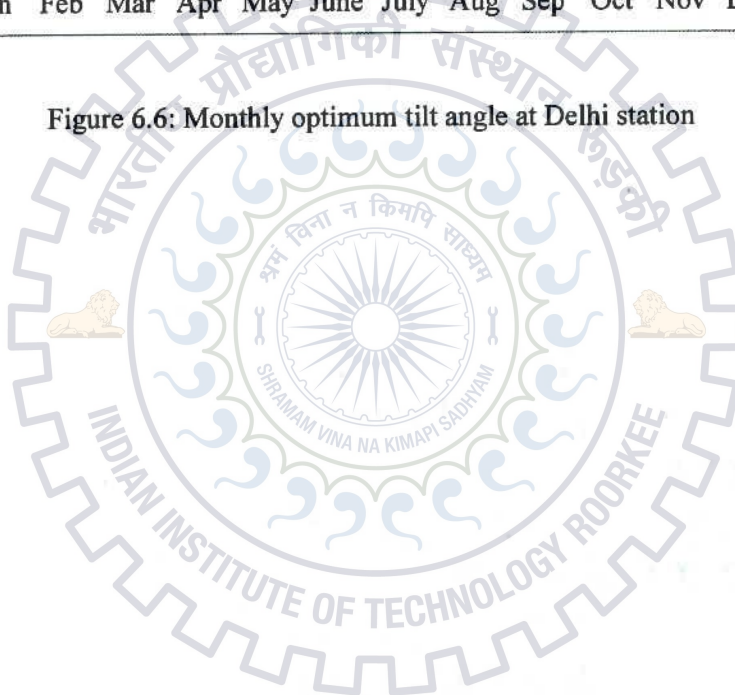 n Feb Mar Apr May June July Aug Sep Oct Nov D
Figure 6.6: Monthly optimum tilt angle at Delhi station
भारतीय प्रौद्योगिकी संस्थान रुड़की
श्रमं विना न किमपि साध्यम्
SHRAMAM VINA NA KIMAPI SADHYAM
INDIAN INSTITUTE OF TECHNOLOGY ROORKEE